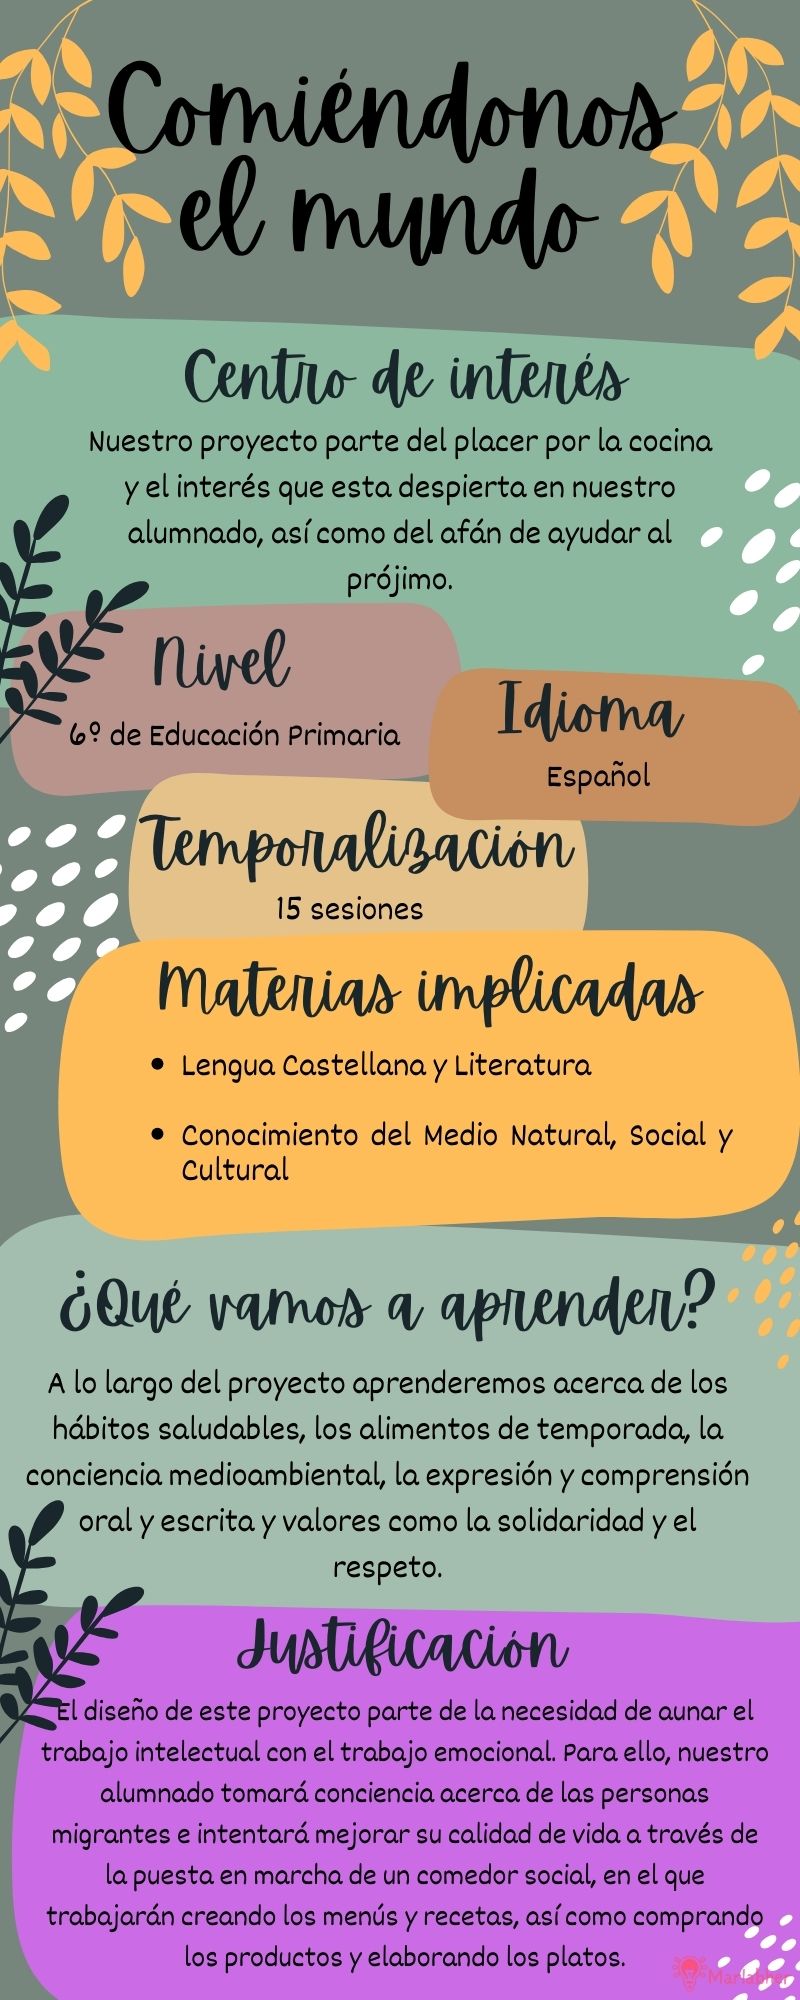 Comiéndonos
el mundo
Centro de interés
Nuestro proyecto parte del placer por la cocina
y el interés que esta despierta en nuestro
alumnado, así como del afán de ayudar al
prójimo.
Nivel
6º de Educación Primaria
Idioma
Español
Temporalización
15 sesiones
Materias implicadas
• Lengua Castellana y Literatura
• Conocimiento del Medio Natural, Social y
Cultural
¿Qué vamos a aprender?
A lo largo del proyecto aprenderemos acerca de los
hábitos saludables, los alimentos de temporada, la
conciencia medioambiental, la expresión y comprensión
oral y escrita y valores como la solidaridad y el
respeto.
Justificación
El diseño de este proyecto parte de la necesidad de aunar el
trabajo intelectual con el trabajo emocional. Para ello, nuestro
alumnado tomará conciencia acerca de las personas
migrantes e intentará mejorar su calidad de vida a través de
la puesta en marcha de un comedor social, en el que
trabajarán creando los menús y recetas, así como comprando
los productos y elaborando los platos.